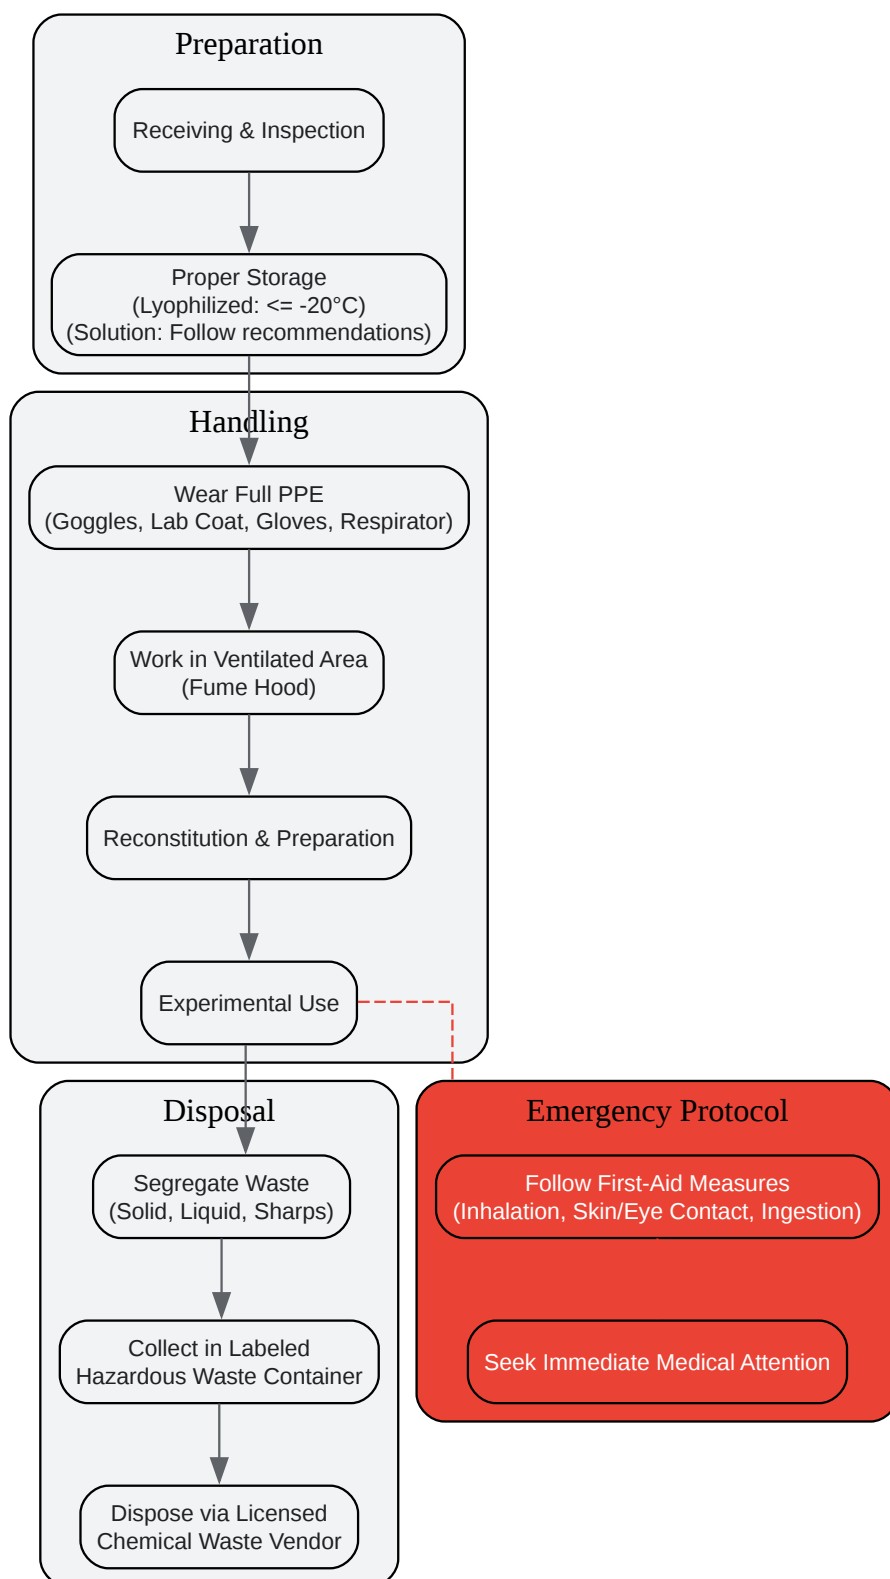 Preparation
Receiving & Inspection
Proper Storage
(Lyophilized: <= -20°C)
(Solution: Follow recommendations)
Handling
Wear Full PPE
(Goggles, Lab Coat, Gloves, Respirator)
Work in Ventilated Area
(Fume Hood)
Reconstitution & Preparation
Experimental Use
Disposal
Segregate Waste
(Solid, Liquid, Sharps)
Collect in Labeled
Hazardous Waste Container
Dispose via Licensed
Chemical Waste Vendor
Emergency Protocol
Follow First-Aid Measures
(Inhalation, Skin/Eye Contact, Ingestion)
Seek Immediate Medical Attention